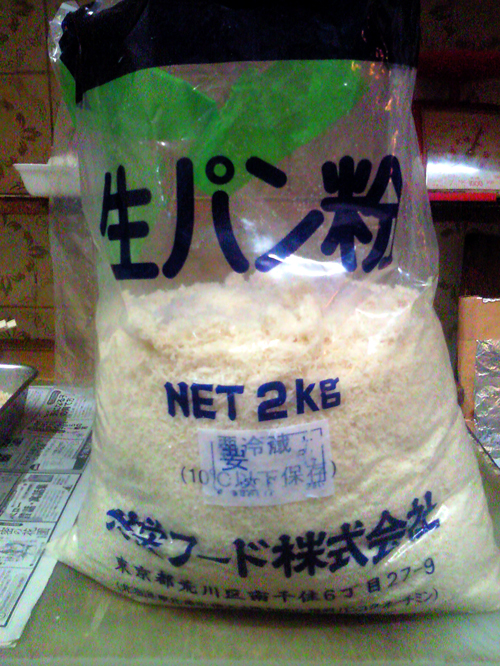 生パン粉
NET 2Kg
要冷蔵
(10℃以下保存)
フード株式会社
東京都荒川区南千住6丁目27-9